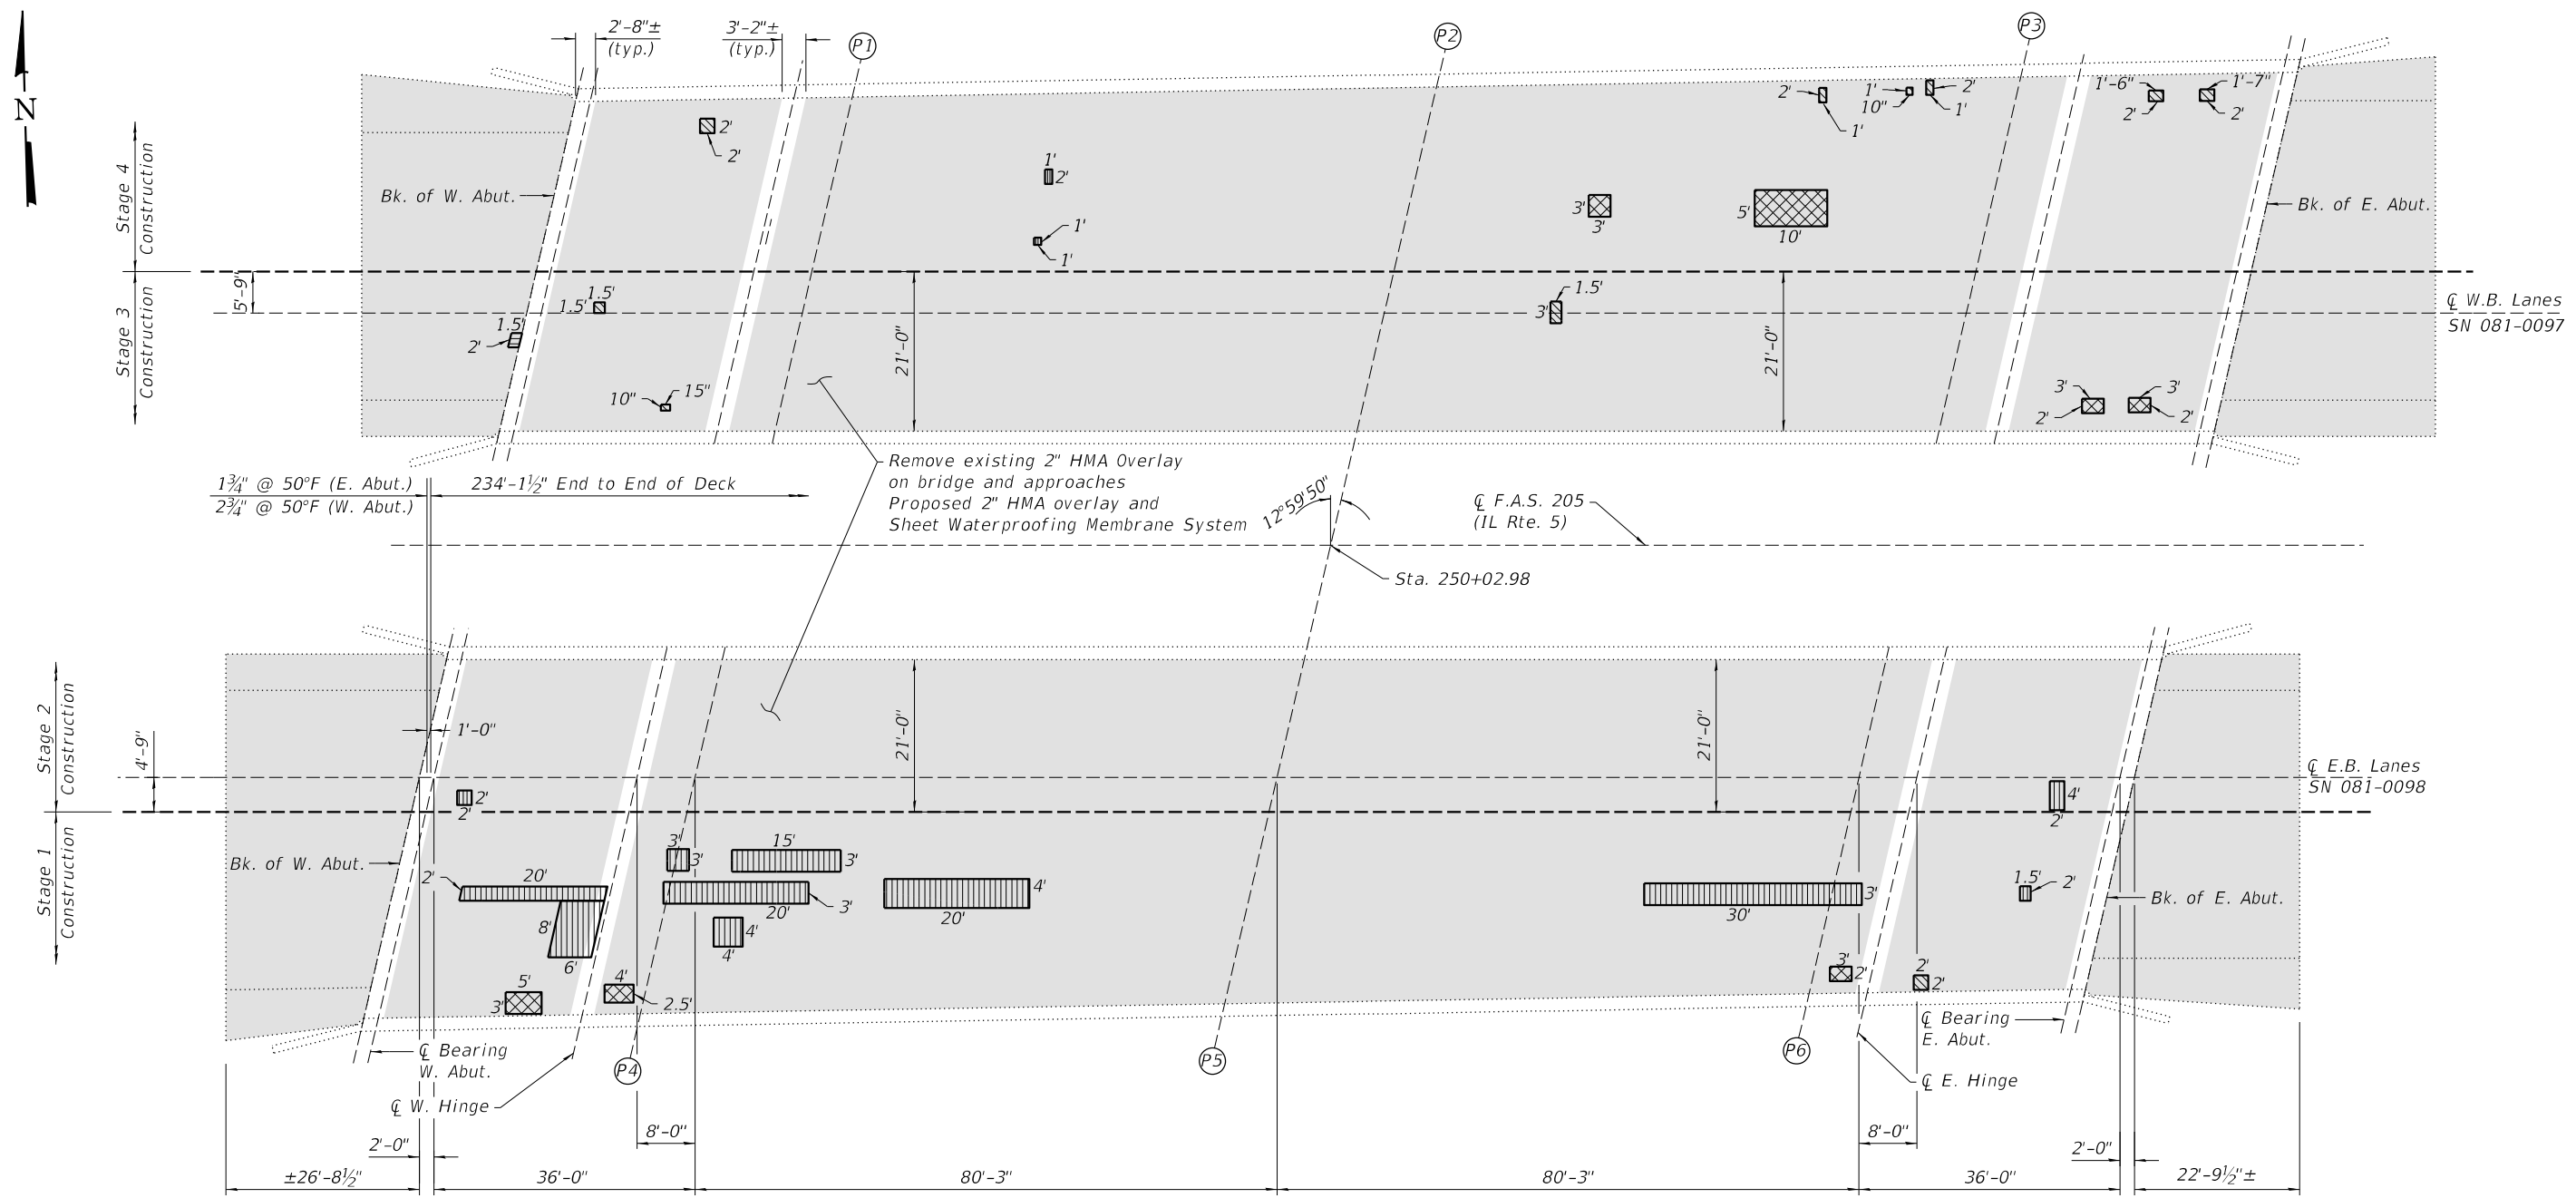 2'-8"±
(typ.)
3'-2"±
(typ.)
P1
P2
P3
N
Stage 4
Construction
Stage 3
Construction
5'-9"
Bk. of W. Abut.
2'
2'
1'
2'
1'
1'
2'
1'
1'
10"
2'
1'
1'-6"
2'
1'-7"
2'
3'
3'
5'
10'
Bk. of E. Abut.
1.5'
1.5'
1.5'
2'
10"
15"
21'-0"
1.5'
3'
21'-0"
3'
2'
3'
2'
℄ W.B. Lanes
SN 081-0097
1¾" @ 50°F (E. Abut.)
2¾" @ 50°F (W. Abut.)
234'-1½" End to End of Deck
Remove existing 2" HMA Overlay
on bridge and approaches
Proposed 2" HMA overlay and
Sheet Waterproofing Membrane System
12°59'50"
℄ F.A.S. 205
(IL Rte. 5)
Sta. 250+02.98
Stage 2
Construction
Stage 1
Construction
4'-9"
1'-0"
21'-0"
21'-0"
℄ E.B. Lanes
SN 081-0098
2'
2'
4'
2'
Bk. of W. Abut.
2'
20'
8'
6'
5'
3'
3'
3'
15'
3'
20'
3'
4'
4'
4'
2.5'
4'
20'
3'
30'
3'
2'
2'
2'
1.5'
2'
Bk. of E. Abut.
℄ Bearing
W. Abut.
℄ W. Hinge
P4
P5
P6
℄ Bearing
E. Abut.
℄ E. Hinge
8'-0"
8'-0"
2'-0"
2'-0"
±26'-8½"
36'-0"
80'-3"
80'-3"
36'-0"
22'-9½"±